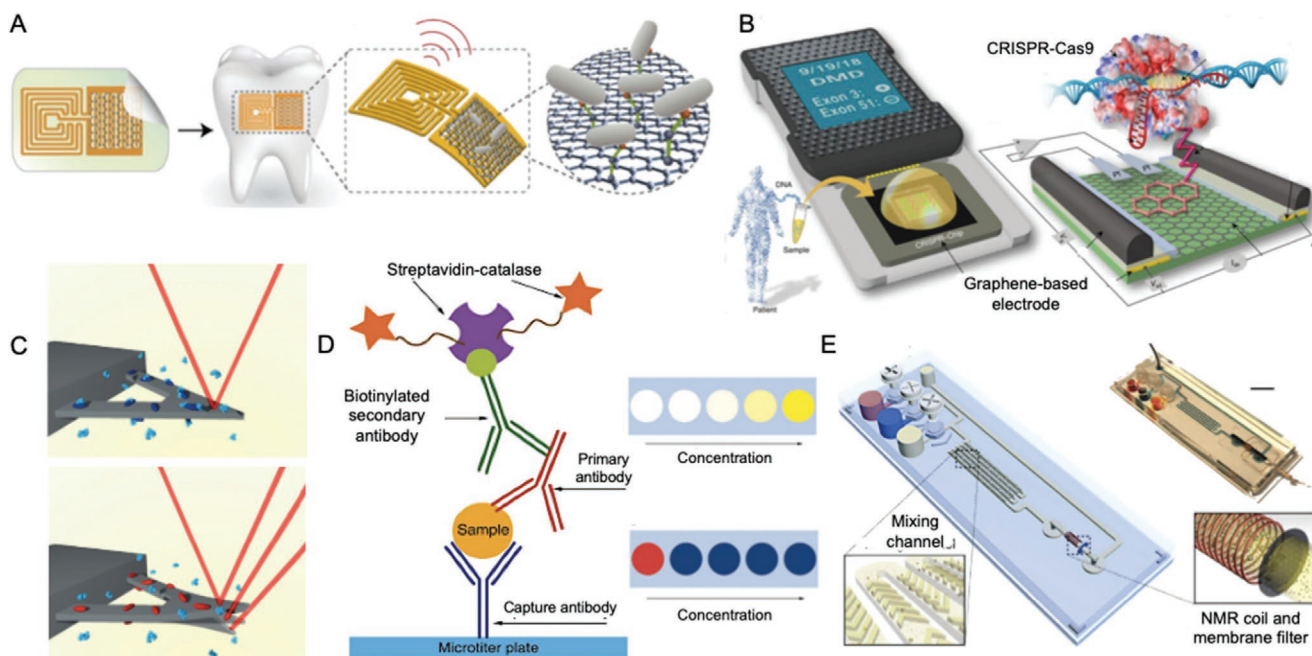 A
B
CRISPR-Cas9
9/19/18
DMD
Exon 3:
Exon 51:
DNA
Sample
CRISPR-Chip
Patient
Graphene-based
electrode
C
D
Streptavidin-catalase
Biotinylated
secondary
antibody
Primary
antibody
Sample
Capture antibody
Microtiter plate
Concentration
Concentration
E
Mixing
channel
NMR coil and
membrane filter